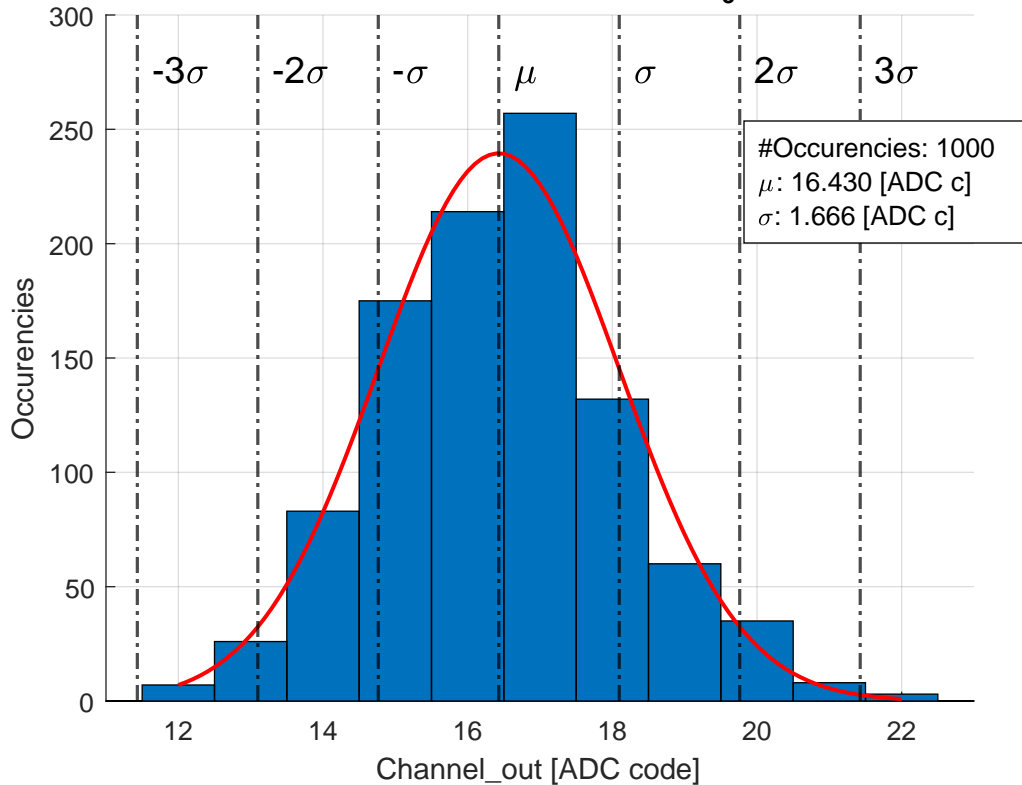 300
-3σ -2σ -σ μ σ 2σ 3σ
250
#Occurencies: 1000
μ: 16.430 [ADC c]
σ: 1.666 [ADC c]
200
150
100
50
0
Occurencies
12 14 16 18 20 22
Channel_out [ADC code]